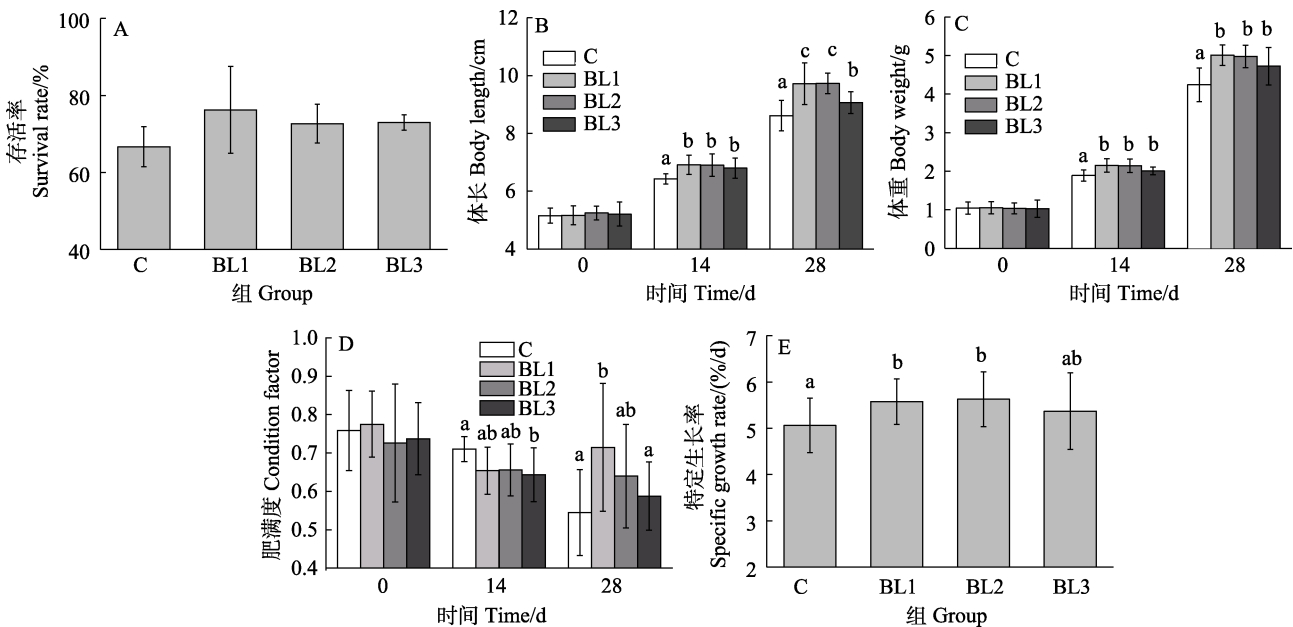 A
100
80
60
40
存活率
Survival rate/%
C BL1 BL2 BL3
组 Group
B
12
10
8
6
4
体长 Body length/cm
C
BL1
BL2
BL3
a b b b
a c c b
0 14 28
时间 Time/d
C
6
5
4
3
2
1
0
体重 Body weight/g
C
BL1
BL2
BL3
a b b b
a b b b
0 14 28
时间 Time/d
D
1.0
0.9
0.8
0.7
0.6
0.5
0.4
肥满度 Condition factor
C
BL1
BL2
BL3
a ab ab b
a b ab a
0 14 28
时间 Time/d
E
7
6
5
4
3
2
特定生长率
Specific growth rate/(%/d)
a b b ab
C BL1 BL2 BL3
组 Group